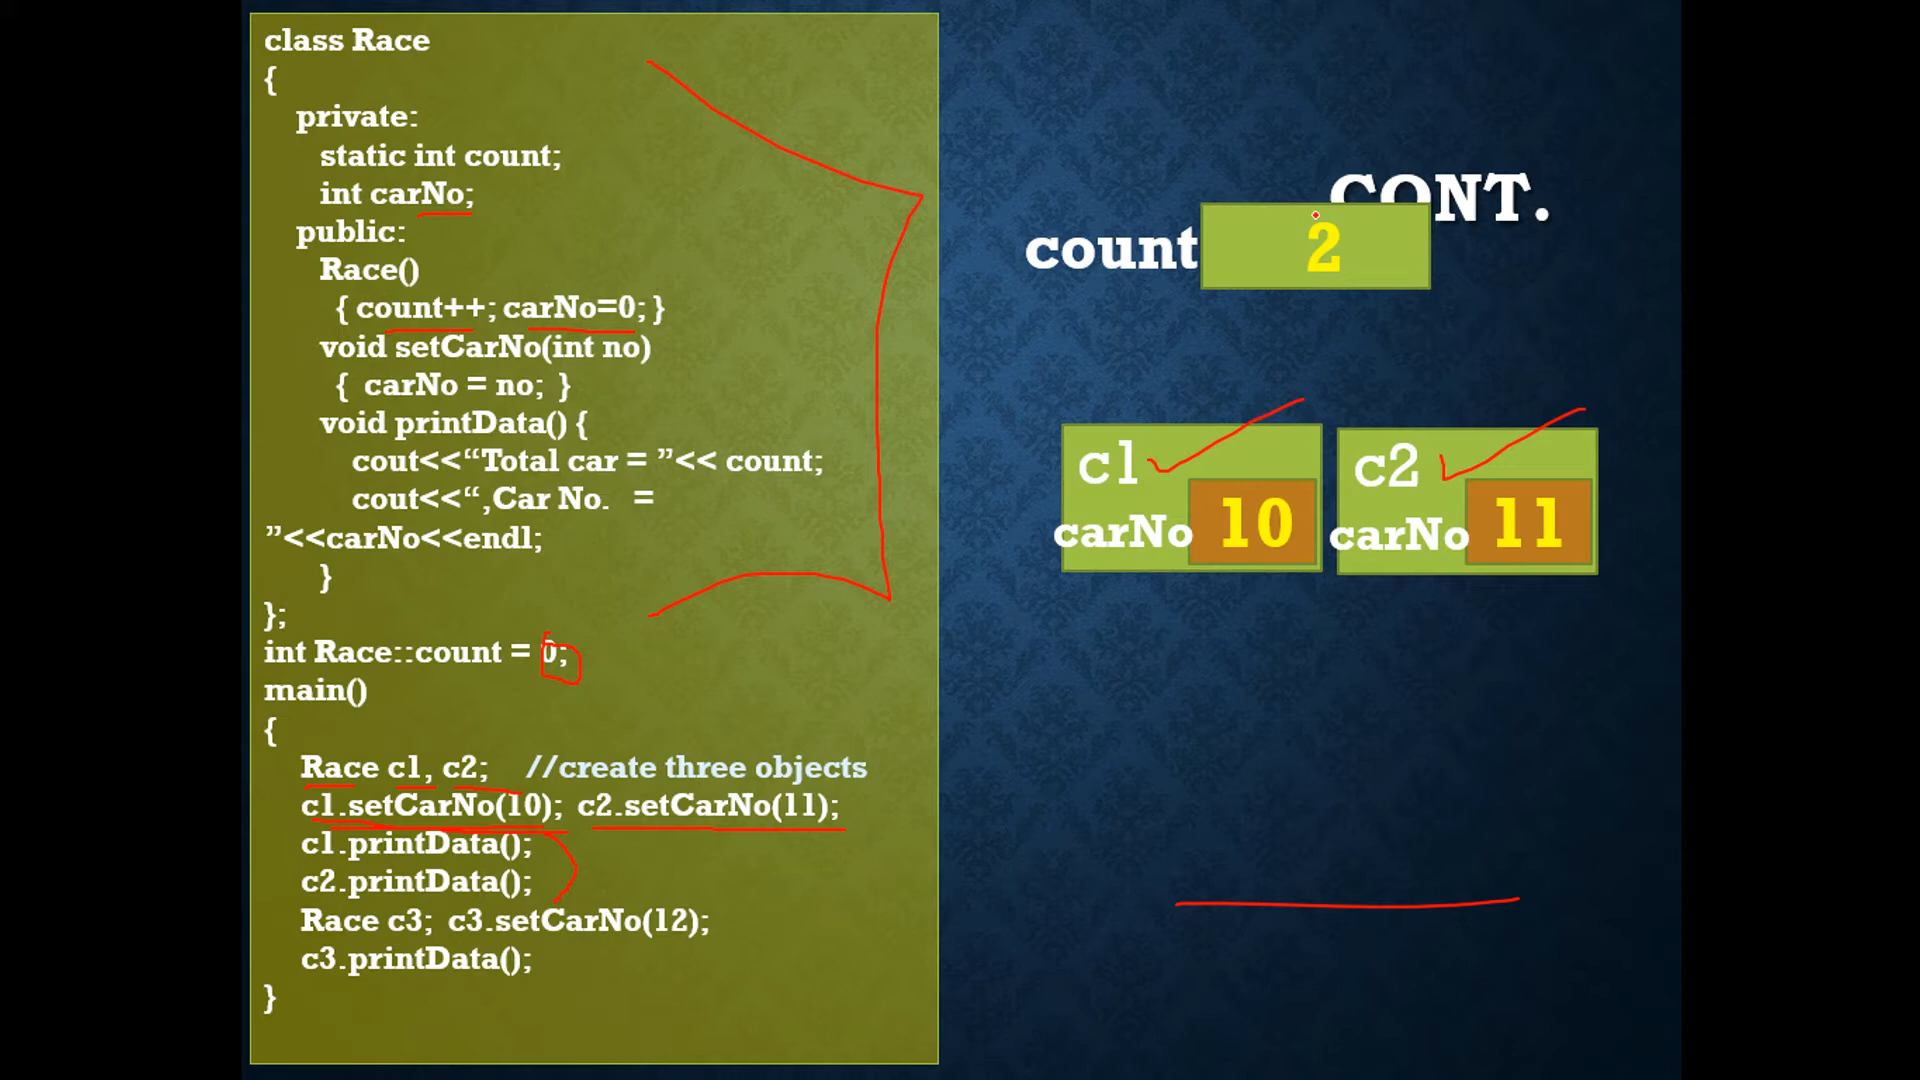 class Race
{
private:
static int count;
int carNo;
public:
Race()
{ count++; carNo=0; }
void setCarNo(int no)
{ carNo = no; }
void printData() {
cout<<“Total car = ”<< count;
cout<<“,Car No. =
”<<carNo<<endl;
}
};
int Race::count = 0;
main()
{
Race c1, c2; //create three objects
c1.setCarNo(10); c2.setCarNo(11);
c1.printData();
c2.printData();
Race c3; c3.setCarNo(12);
c3.printData();
}
CONT.
count 2
c1
carNo 10
c2
carNo 11